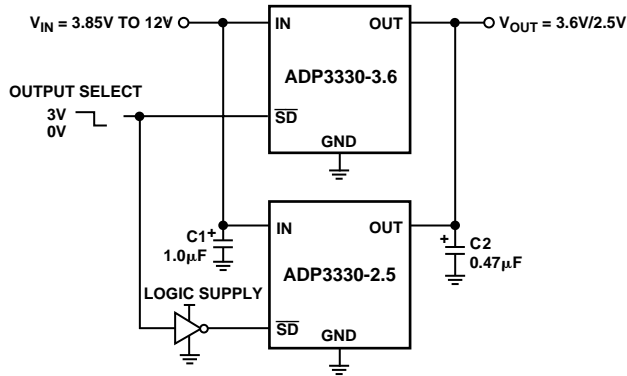 V_IN = 3.85V TO 12V
IN
OUT
V_OUT = 3.6V/2.5V
ADP3330-3.6
OUTPUT SELECT
3V
0V
SD
GND
IN
OUT
C1 +
1.0µF
+ C2
0.47µF
ADP3330-2.5
LOGIC SUPPLY
SD
GND